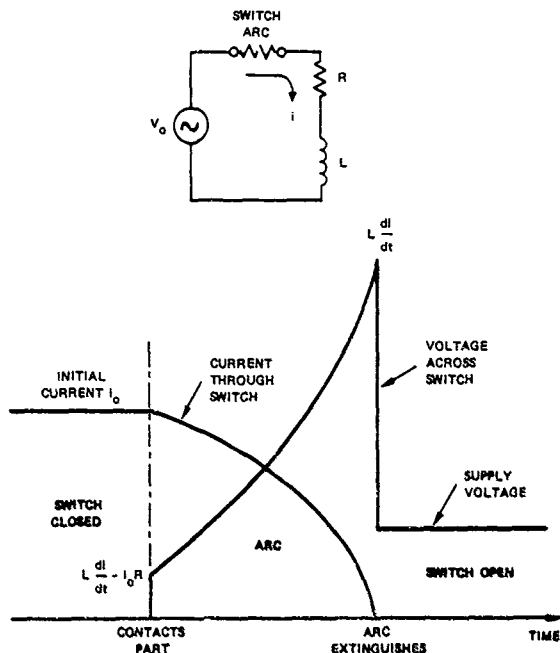 SWITCH
ARC
R
i
V₀
L
L di/dt
VOLTAGE
ACROSS
SWITCH
INITIAL
CURRENT I₀
CURRENT
THROUGH
SWITCH
SUPPLY
VOLTAGE
SWITCH
CLOSED
ARC
L di/dt - I₀R
SWITCH OPEN
CONTACTS
PART
ARC
EXTINGUISHES
TIME